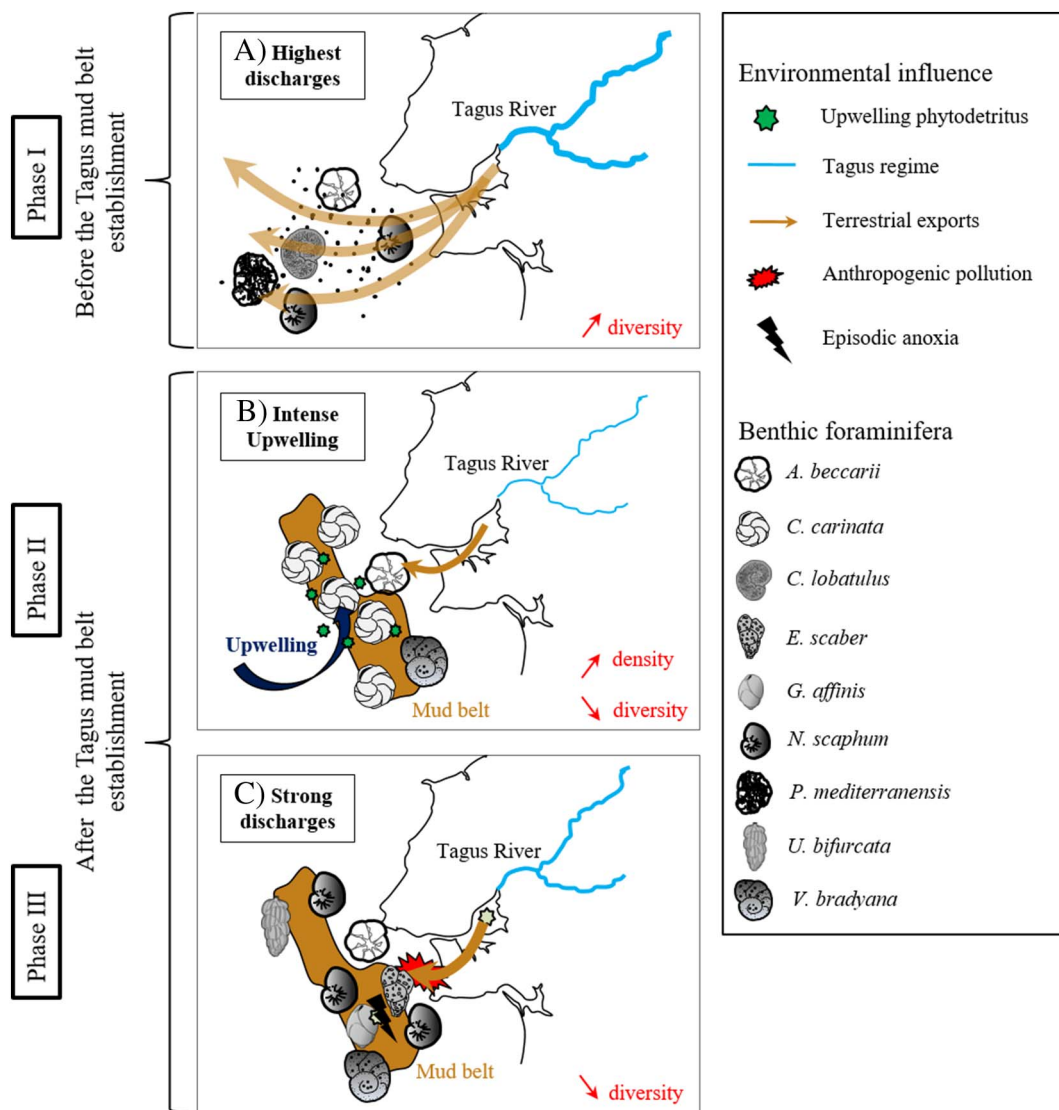 Phase I
Before the Tagus mud belt
establishment
A) Highest
discharges
Tagus River
diversity
Phase II
Phase III
After the Tagus mud belt
establishment
B) Intense
Upwelling
Tagus River
Upwelling
Mud belt
density
diversity
C) Strong
discharges
Tagus River
Mud belt
diversity
Environmental influence
Upwelling phytodetritus
Tagus regime
Terrestrial exports
Anthropogenic pollution
Episodic anoxia
Benthic foraminifera
A. beccarii
C. carinata
C. lobatulus
E. scaber
G. affinis
N. scaphum
P. mediterranensis
U. bifurcata
V. bradyana